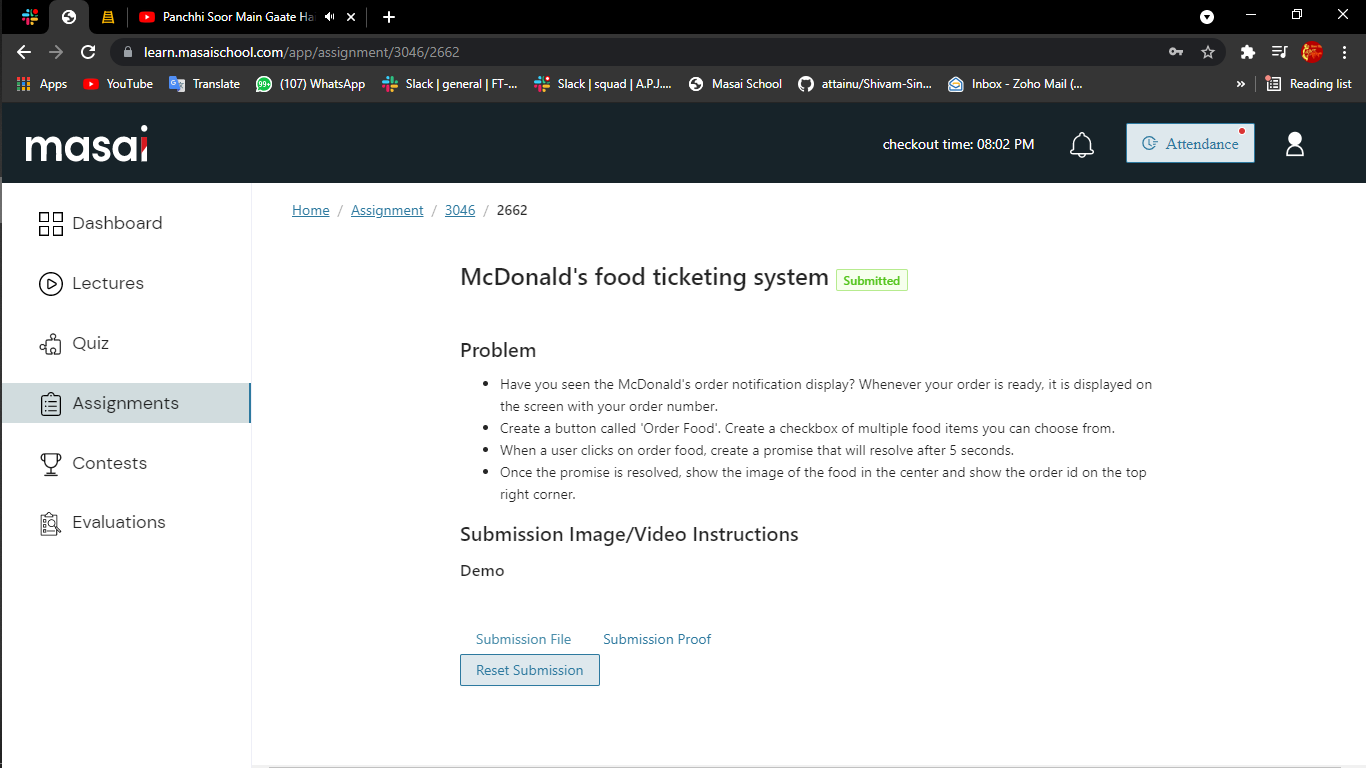 Panchhi Soor Main Gaate Ha
learn.masaischool.com/app/assignment/3046/2662
Apps YouTube Translate 99+ (107) WhatsApp Slack | general | FT-... Slack | squad | A.P.J.... Masai School attainu/Shivam-Sin... Inbox - Zoho Mail (... » Reading list
masai
checkout time: 08:02 PM
Attendance
Dashboard
Lectures
Quiz
Assignments
Contests
Evaluations
Home / Assignment / 3046 / 2662
McDonald's food ticketing system Submitted
Problem
• Have you seen the McDonald's order notification display? Whenever your order is ready, it is displayed on
the screen with your order number.
• Create a button called 'Order Food'. Create a checkbox of multiple food items you can choose from.
• When a user clicks on order food, create a promise that will resolve after 5 seconds.
• Once the promise is resolved, show the image of the food in the center and show the order id on the top
right corner.
Submission Image/Video Instructions
Demo
Submission File Submission Proof
Reset Submission